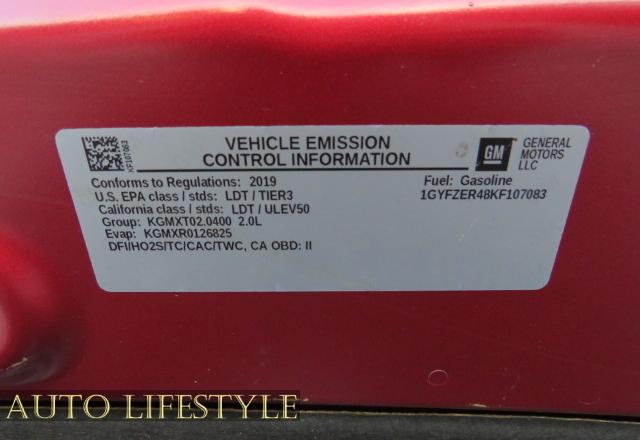 VEHICLE EMISSION
CONTROL INFORMATION
GM
GENERAL
MOTORS
LLC
KF107083
Conforms to Regulations: 2019
U.S. EPA class / stds: LDT / TIER3
California class / stds: LDT / ULEV50
Group: KGMXT02.0400 2.0L
Evap: KGMXR0126825
DFI/HO2S/TC/CAC/TWC, CA OBD: II
Fuel: Gasoline
1GYFZER48KF107083
AUTO LIFESTYLE